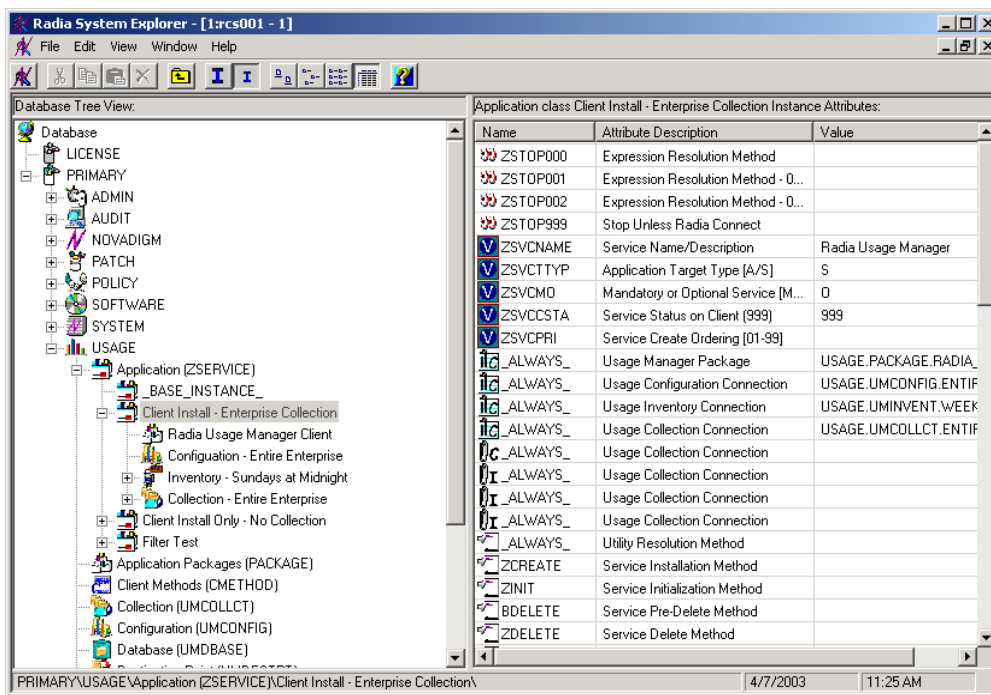 Radia System Explorer - [1:rcs001 - 1]
File Edit View Window Help
Database Tree View:
Database
LICENSE
PRIMARY
ADMIN
AUDIT
NOVADIGM
PATCH
POLICY
SOFTWARE
SYSTEM
USAGE
Application (ZSERVICE)
_BASE_INSTANCE_
Client Install - Enterprise Collection
Radia Usage Manager Client
Configuation - Entire Enterprise
Inventory - Sundays at Midnight
Collection - Entire Enterprise
Client Install Only - No Collection
Filter Test
Application Packages (PACKAGE)
Client Methods (CMETHOD)
Collection (UMCOLLCT)
Configuration (UMCONFIG)
Database (UMDBASE)
Application class Client Install - Enterprise Collection Instance Attributes:
Name Attribute Description Value
ZSTOP000 Expression Resolution Method
ZSTOP001 Expression Resolution Method - 0...
ZSTOP002 Expression Resolution Method - 0...
ZSTOP999 Stop Unless Radia Connect
V ZSVCNAME Service Name/Description Radia Usage Manager
V ZSVCTTYP Application Target Type [A/S] S
V ZSVCMO Mandatory or Optional Service [M... O
V ZSVCCSTA Service Status on Client (999) 999
V ZSVCPRI Service Create Ordering [01-99]
_ALWAYS_ Usage Manager Package USAGE.PACKAGE.RADIA_
_ALWAYS_ Usage Configuration Connection USAGE.UMCONFIG.ENTIF
_ALWAYS_ Usage Inventory Connection USAGE.UMINVENT.WEEK
_ALWAYS_ Usage Collection Connection USAGE.UMCOLLCT.ENTIF
_ALWAYS_ Usage Collection Connection
_ALWAYS_ Usage Collection Connection
_ALWAYS_ Usage Collection Connection
_ALWAYS_ Usage Collection Connection
_ALWAYS_ Utility Resolution Method
ZCREATE Service Installation Method
ZINIT Service Initialization Method
BDELETE Service Pre-Delete Method
ZDELETE Service Delete Method
PRIMARY\USAGE\Application (ZSERVICE)\Client Install - Enterprise Collection\ 4/7/2003 11:25 AM